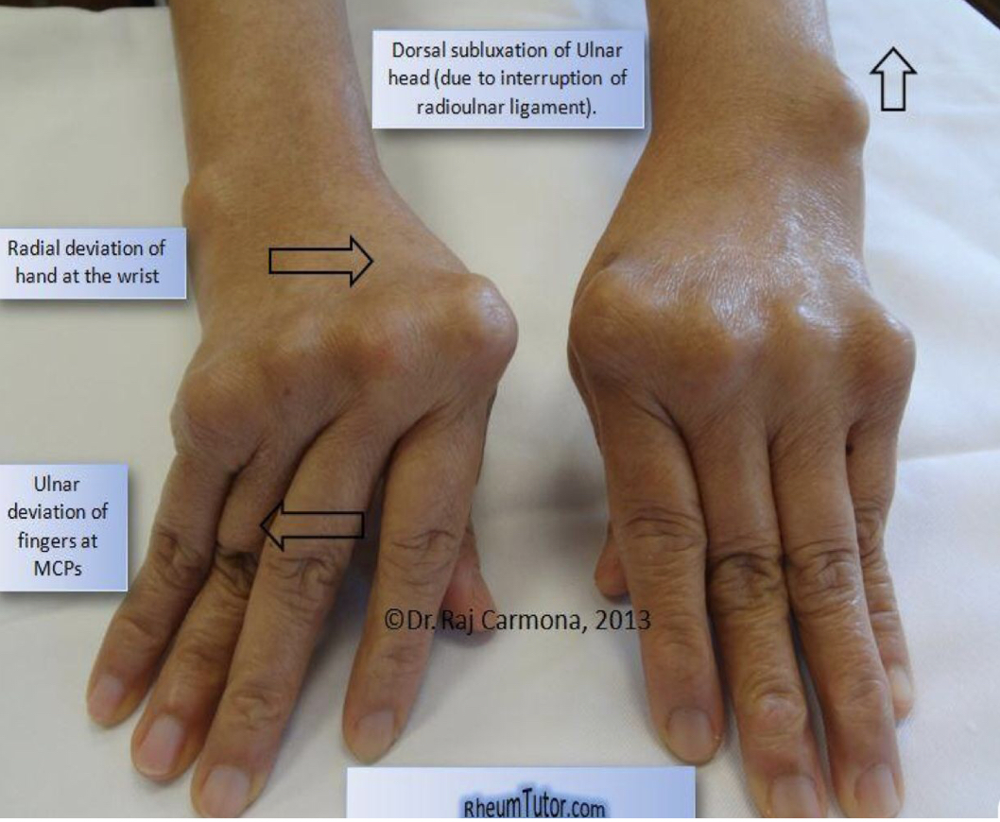 Dorsal subluxation of Ulnar
head (due to interruption of
radioulnar ligament).
Radial deviation of
hand at the wrist
Ulnar
deviation of
fingers at
MCPs
©Dr. Raj Carmona, 2013
RheumTutor.com